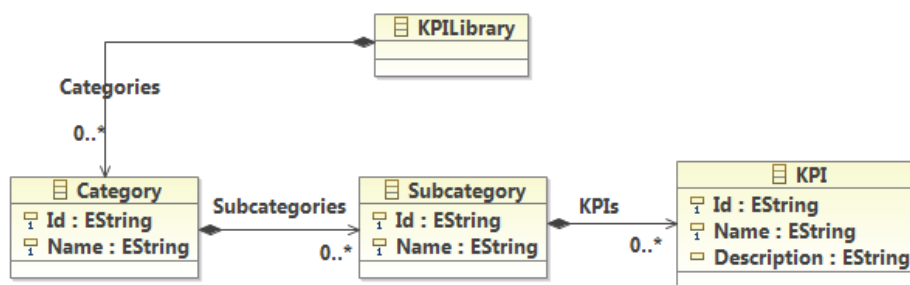 KPILibrary
Categories
0..*
Category
Id : EString
Name : EString
Subcategories
0..*
Subcategory
Id : EString
Name : EString
KPIs
0..*
KPI
Id : EString
Name : EString
Description : EString